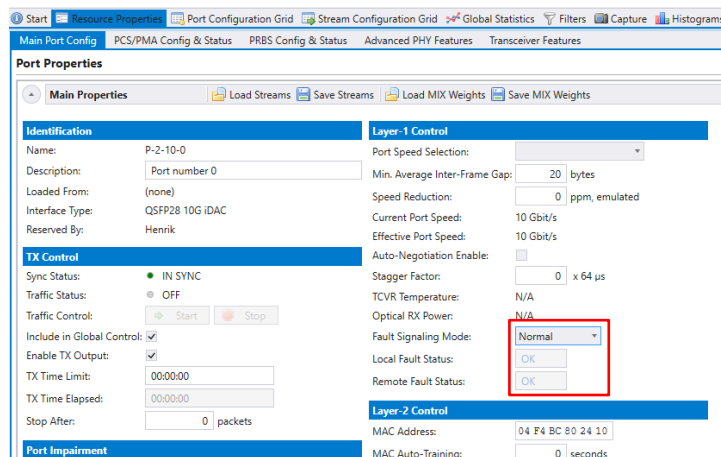 Start Resource Properties Port Configuration Grid Stream Configuration Grid Global Statistics Filters Capture Histograms
Main Port Config PCS/PMA Config & Status PRBS Config & Status Advanced PHY Features Transceiver Features
Port Properties
Main Properties Load Streams Save Streams Load MIX Weights Save MIX Weights
Identification
Name: P-2-10-0
Description: Port number 0
Loaded From: (none)
Interface Type: QSFP28 10G iDAC
Reserved By: Henrik
TX Control
Sync Status: IN SYNC
Traffic Status: OFF
Traffic Control: Start Stop
Include in Global Control:
Enable TX Output:
TX Time Limit: 00:00:00
TX Time Elapsed: 00:00:00
Stop After: 0 packets
Port Impairment
Layer-1 Control
Port Speed Selection:
Min. Average Inter-Frame Gap: 20 bytes
Speed Reduction: 0 ppm, emulated
Current Port Speed: 10 Gbit/s
Effective Port Speed: 10 Gbit/s
Auto-Negotiation Enable:
Stagger Factor: 0 x 64 µs
TCVR Temperature: N/A
Optical RX Power: N/A
Fault Signaling Mode: Normal
Local Fault Status: OK
Remote Fault Status: OK
Layer-2 Control
MAC Address: 04 F4 BC 80 24 10
MAC Auto-Training: 0 seconds